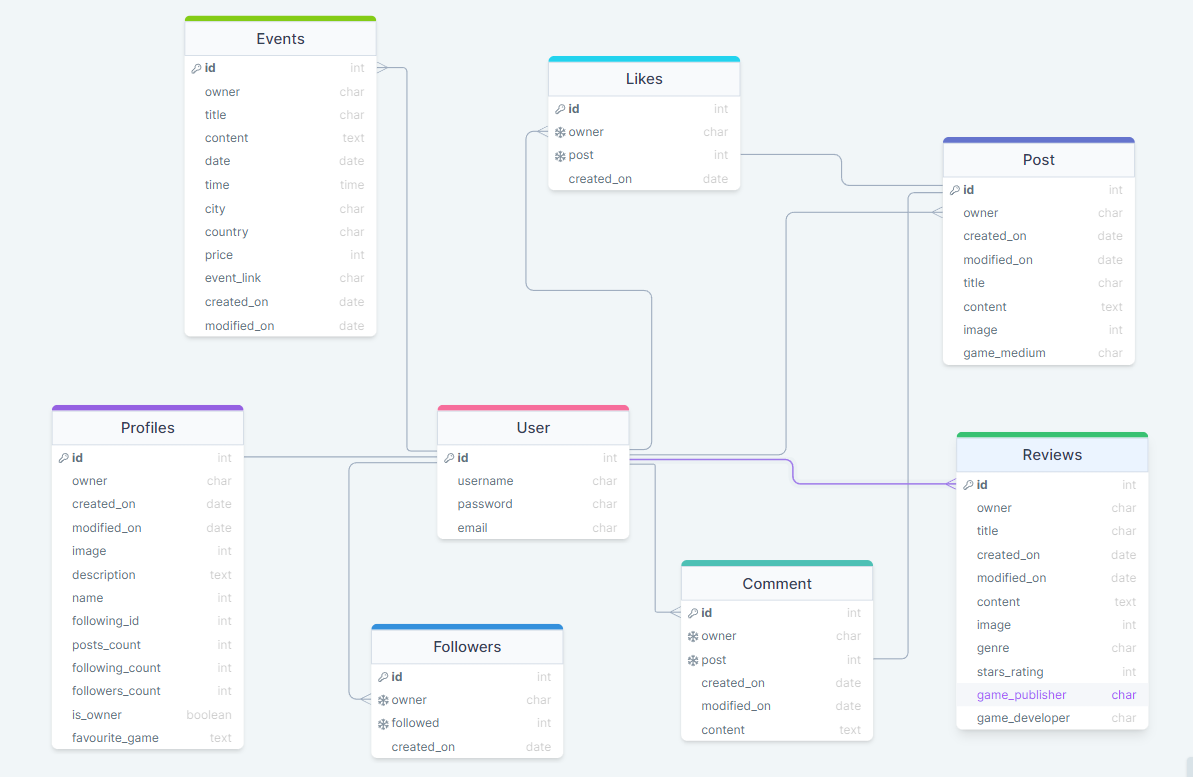 Events
id int
owner char
title char
content text
date date
time time
city char
country char
price int
event_link char
created_on date
modified_on date
Likes
id int
owner char
post int
created_on date
Post
id int
owner char
created_on date
modified_on date
title char
content text
image int
game_medium char
Profiles
id int
owner char
created_on date
modified_on date
image int
description text
name int
following_id int
posts_count int
following_count int
followers_count int
is_owner boolean
favourite_game text
User
id int
username char
password char
email char
Reviews
id int
owner char
title char
created_on date
modified_on date
content text
image int
genre char
stars_rating int
game_publisher char
game_developer char
Comment
id int
owner char
post int
created_on date
modified_on date
content text
Followers
id int
owner char
followed int
created_on date